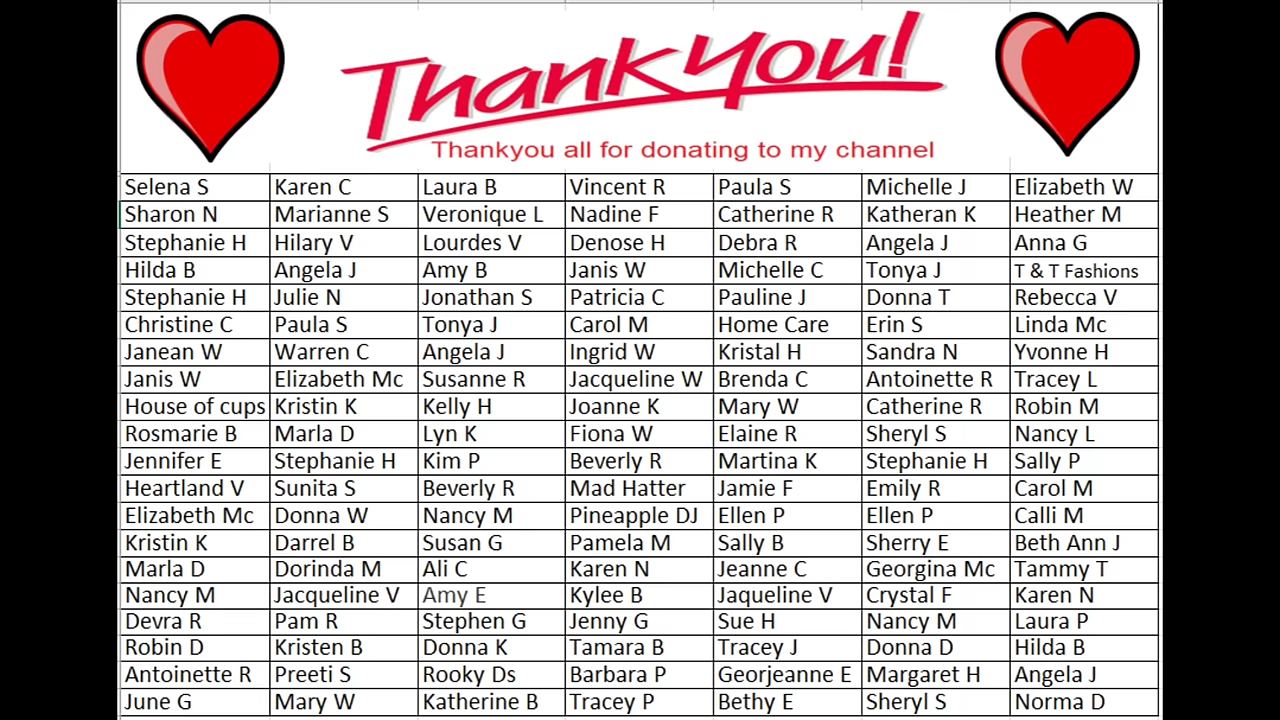 Thank You!
Thankyou all for donating to my channel
Selena S Karen C Laura B Vincent R Paula S Michelle J Elizabeth W
Sharon N Marianne S Veronique L Nadine F Catherine R Katheran K Heather M
Stephanie H Hilary V Lourdes V Denose H Debra R Angela J Anna G
Hilda B Angela J Amy B Janis W Michelle C Tonya J T & T Fashions
Stephanie H Julie N Jonathan S Patricia C Pauline J Donna T Rebecca V
Christine C Paula S Tonya J Carol M Home Care Erin S Linda Mc
Janean W Warren C Angela J Ingrid W Kristal H Sandra N Yvonne H
Janis W Elizabeth Mc Susanne R Jacqueline W Brenda C Antoinette R Tracey L
House of cups Kristin K Kelly H Joanne K Mary W Catherine R Robin M
Rosmarie B Marla D Lyn K Fiona W Elaine R Sheryl S Nancy L
Jennifer E Stephanie H Kim P Beverly R Martina K Stephanie H Sally P
Heartland V Sunita S Beverly R Mad Hatter Jamie F Emily R Carol M
Elizabeth Mc Donna W Nancy M Pineapple DJ Ellen P Ellen P Calli M
Kristin K Darrel B Susan G Pamela M Sally B Sherry E Beth Ann J
Marla D Dorinda M Ali C Karen N Jeanne C Georgina Mc Tammy T
Nancy M Jacqueline V Amy E Kylee B Jaqueline V Crystal F Karen N
Devra R Pam R Stephen G Jenny G Sue H Nancy M Laura P
Robin D Kristen B Donna K Tamara B Tracey J Donna D Hilda B
Antoinette R Preeti S Rooky Ds Barbara P Georjeanne E Margaret H Angela J
June G Mary W Katherine B Tracey P Bethy E Sheryl S Norma D